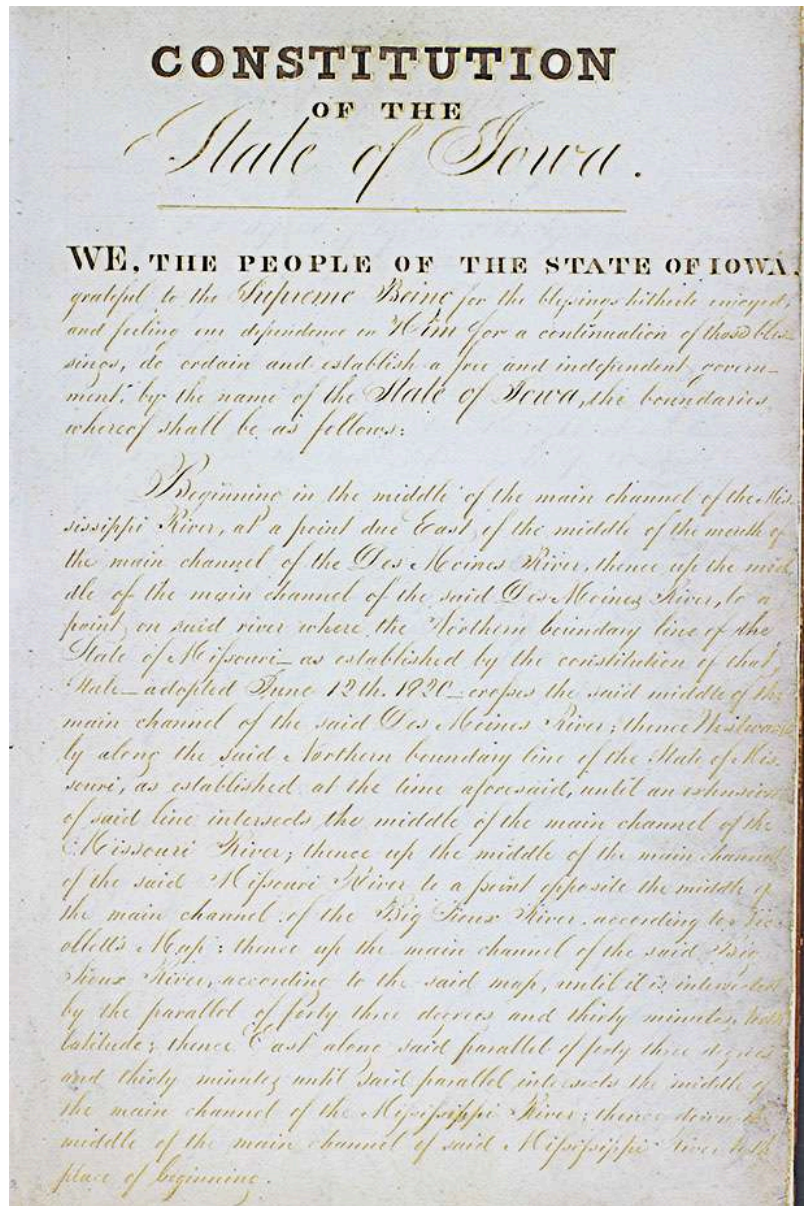 CONSTITUTION
OF THE
State of Iowa.
WE, THE PEOPLE OF THE STATE OF IOWA,
grateful to the Supreme Being for the blessings hitherto enjoyed,
and feeling our dependence on Him for a continuation of those bles-
sings, do ordain and establish a free and independent govern-
ment, by the name of the State of Iowa, the boundaries
whereof shall be as follows:
Beginning in the middle of the main channel of the Mis-
sissippi River, at a point due East of the middle of the mouth of
the main channel of the Des Moines River, thence up the mid
dle of the main channel of the said Des Moines River, to a
point on said river where the Northern boundary line of the
State of Missouri—as established by the constitution of that
State—adopted June 12th. 1820—crosses the said middle of the
main channel of the said Des Moines River; thence Westward
ly along the said Northern boundary line of the State of Mis-
souri, as established at the time aforesaid, until an extension
of said line intersects the middle of the main channel of the
Missouri River; thence up the middle of the main channel
of the said Missouri River to a point opposite the middle of
the main channel of the Big Sioux River, according to Nic-
ollett's Map: thence up the main channel of the said Big
Sioux River, according to the said map, until it is intersected
by the parallel of forty three degrees and thirty minutes North
latitude; thence East along said parallel of forty three degrees
and thirty minutes until said parallel intersects the middle of
the main channel of the Mississippi River; thence down the
middle of the main channel of said Mississippi River to the
place of beginning.